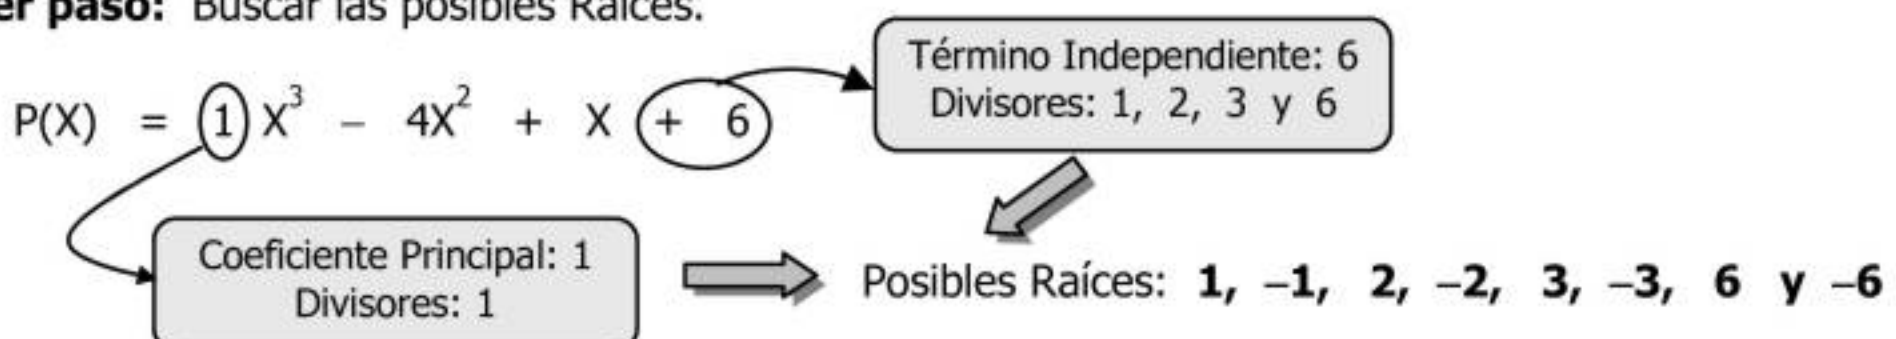 er paso: Buscar las posibles Raíces.
P(X) = 1 X³ – 4X² + X + 6
Término Independiente: 6
Divisores: 1, 2, 3 y 6
Coeficiente Principal: 1
Divisores: 1
Posibles Raíces: 1, –1, 2, –2, 3, –3, 6 y –6